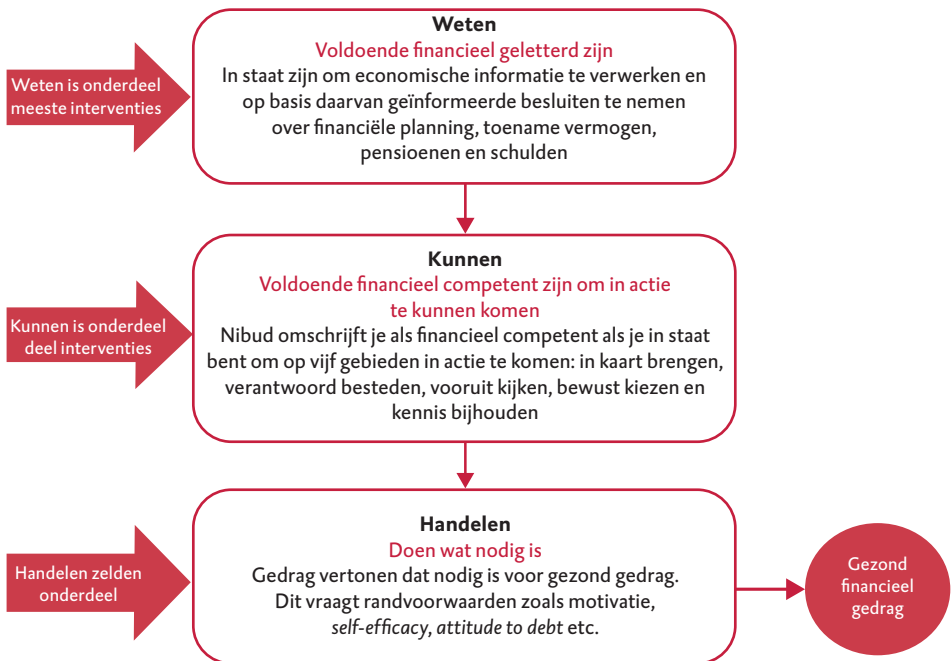 Weten
Voldoende financieel geletterd zijn
In staat zijn om economische informatie te verwerken en
op basis daarvan geïnformeerde besluiten te nemen
over financiële planning, toename vermogen,
pensioenen en schulden
Weten is onderdeel
meeste interventies
Kunnen
Voldoende financieel competent zijn om in actie
te kunnen komen
Nibud omschrijft je als financieel competent als je in staat
bent om op vijf gebieden in actie te komen: in kaart brengen,
verantwoord besteden, vooruit kijken, bewust kiezen en
kennis bijhouden
Kunnen is onderdeel
deel interventies
Handelen
Doen wat nodig is
Gedrag vertonen dat nodig is voor gezond gedrag.
Dit vraagt randvoorwaarden zoals motivatie,
self-efficacy, attitude to debt etc.
Handelen zelden
onderdeel
Gezond
financieel
gedrag